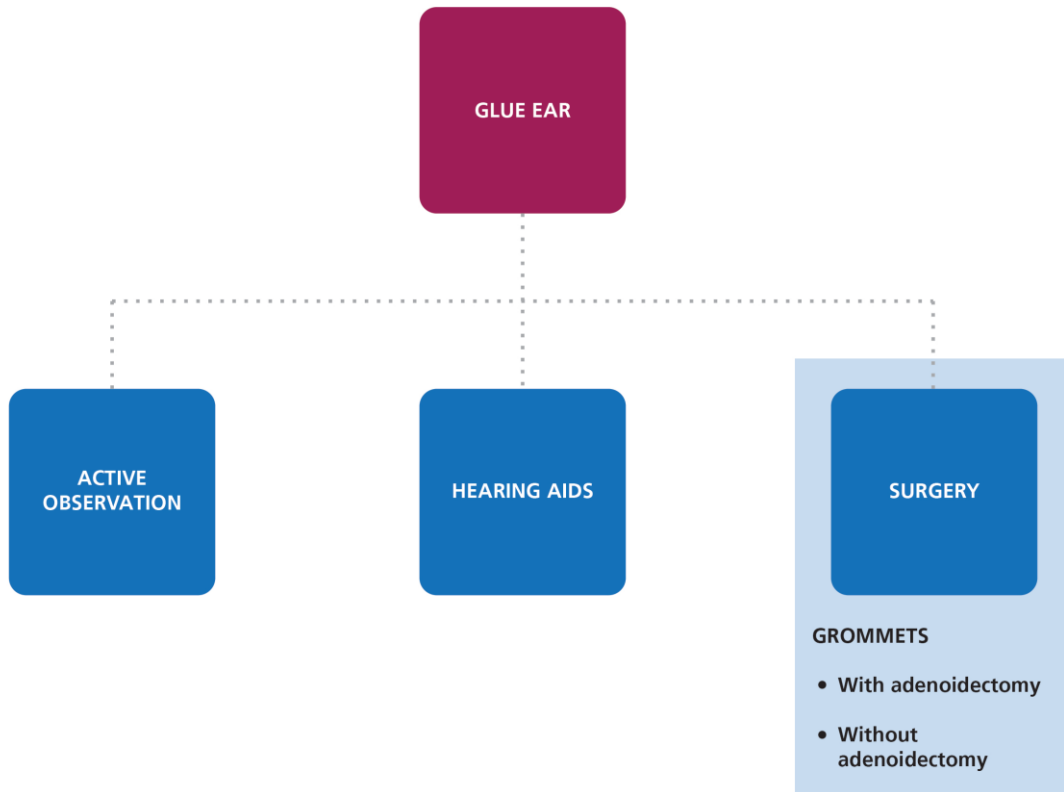 GLUE EAR
ACTIVE
OBSERVATION
HEARING AIDS
SURGERY
GROMMETS
• With adenoidectomy
• Without
adenoidectomy